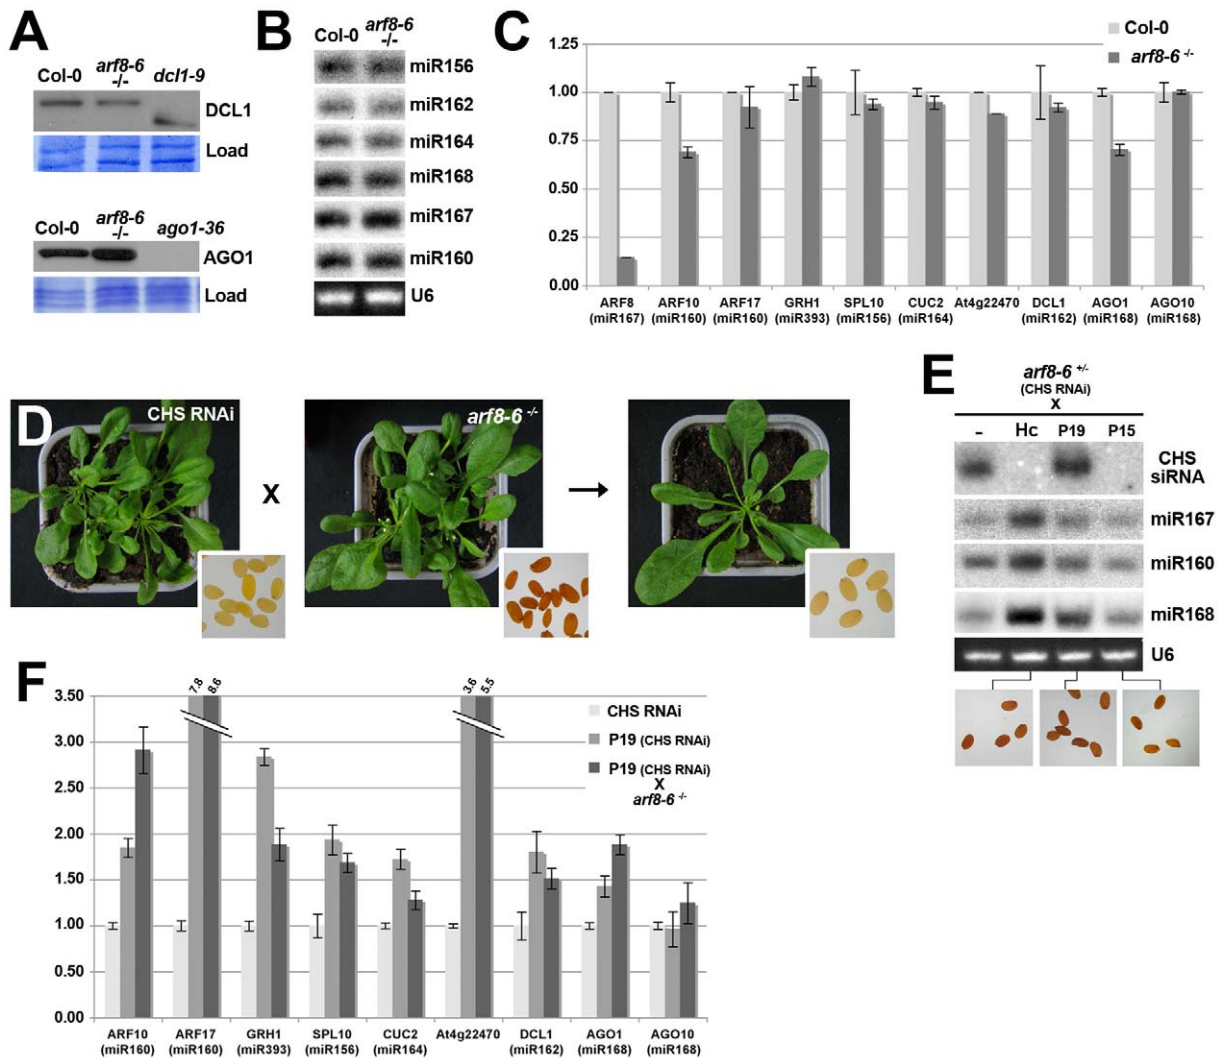 A
Col-0 arf8-6 -/- dcl1-9
DCL1
Load
Col-0 arf8-6 -/- ago1-36
AGO1
Load
B
Col-0 arf8-6 -/-
miR156
miR162
miR164
miR168
miR167
miR160
U6
C
Col-0
arf8-6 -/-
1.25
1.00
0.75
0.50
0.25
0.00
ARF8 ARF10 ARF17 GRH1 SPL10 CUC2 At4g22470 DCL1 AGO1 AGO10
(miR167) (miR160) (miR160) (miR393) (miR156) (miR164) (miR162) (miR168) (miR168)
D
CHS RNAi
X
arf8-6 -/-
E
arf8-6 +/-
(CHS RNAi)
X
- Hc P19 P15
CHS
siRNA
miR167
miR160
miR168
U6
F
7.8 8.6 3.6 5.5
CHS RNAi
P19 (CHS RNAi)
P19 (CHS RNAi)
X
arf8-6 -/-
3.50
3.00
2.50
2.00
1.50
1.00
0.50
0.00
ARF10 ARF17 GRH1 SPL10 CUC2 At4g22470 DCL1 AGO1 AGO10
(miR160) (miR160) (miR393) (miR156) (miR164) (miR162) (miR168) (miR168)